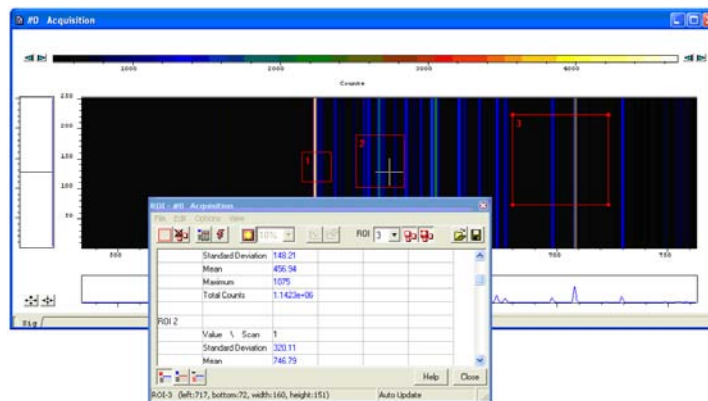 #0 Acquisition
1000 2000 3000 4000
Counts
250
200
150
100
50
1 2 3
700 750
Sig
ROI - #0 Acquisition
File Edit Options View
10% ROI 3
Standard Deviation 148.21
Mean 456.94
Maximum 1075
Total Counts 1.1423e+06
ROI 2
Value \ Scan 1
Standard Deviation 320.11
Mean 746.79
Help Close
ROI-3 (left:717, bottom:72, width:160, height:151) Auto Update